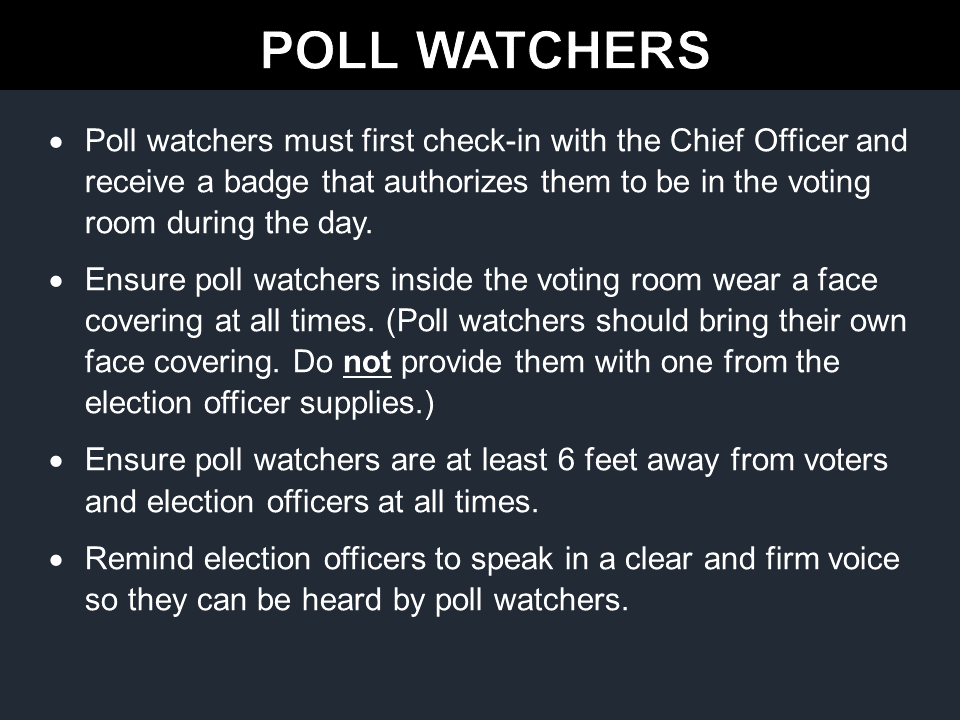 POLL WATCHERS
• Poll watchers must first check-in with the Chief Officer and
receive a badge that authorizes them to be in the voting
room during the day.
• Ensure poll watchers inside the voting room wear a face
covering at all times. (Poll watchers should bring their own
face covering. Do not provide them with one from the
election officer supplies.)
• Ensure poll watchers are at least 6 feet away from voters
and election officers at all times.
• Remind election officers to speak in a clear and firm voice
so they can be heard by poll watchers.